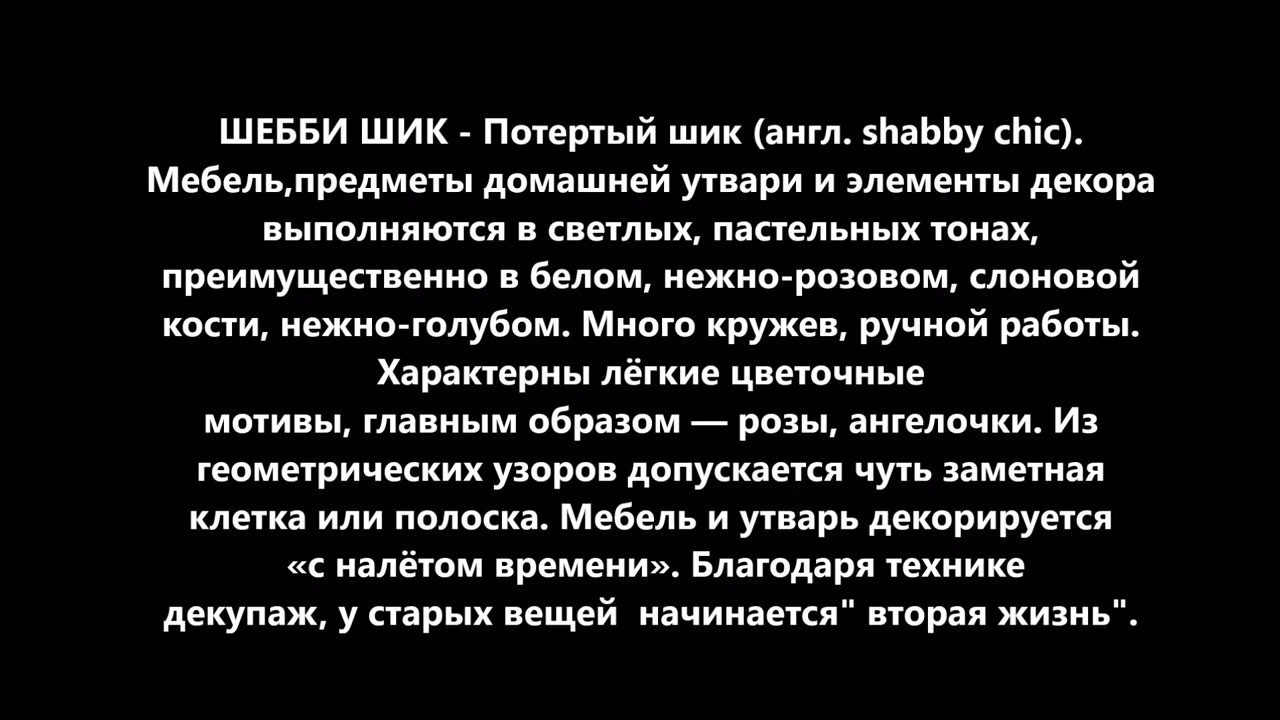 ШЕББИ ШИК - Потертый шик (англ. shabby chic).
Мебель,предметы домашней утвари и элементы декора
выполняются в светлых, пастельных тонах,
преимущественно в белом, нежно-розовом, слоновой
кости, нежно-голубом. Много кружев, ручной работы.
Характерны лёгкие цветочные
мотивы, главным образом — розы, ангелочки. Из
геометрических узоров допускается чуть заметная
клетка или полоска. Мебель и утварь декорируется
«с налётом времени». Благодаря технике
декупаж, у старых вещей  начинается" вторая жизнь".